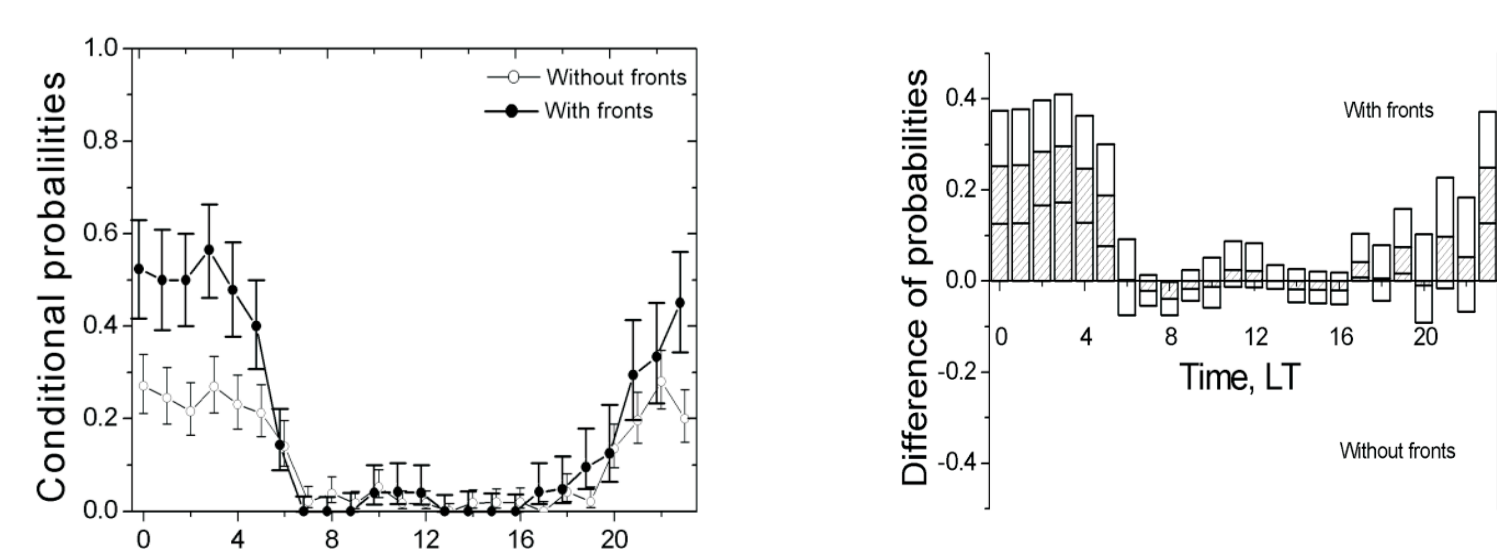 Conditional probalilities
1.0
0.8
0.6
0.4
0.2
0.0
Without fronts
With fronts
0 4 8 12 16 20
Difference of probabilities
0.4
0.2
0.0
-0.2
-0.4
With fronts
0 4 8 12 16 20
Time, LT
Without fronts